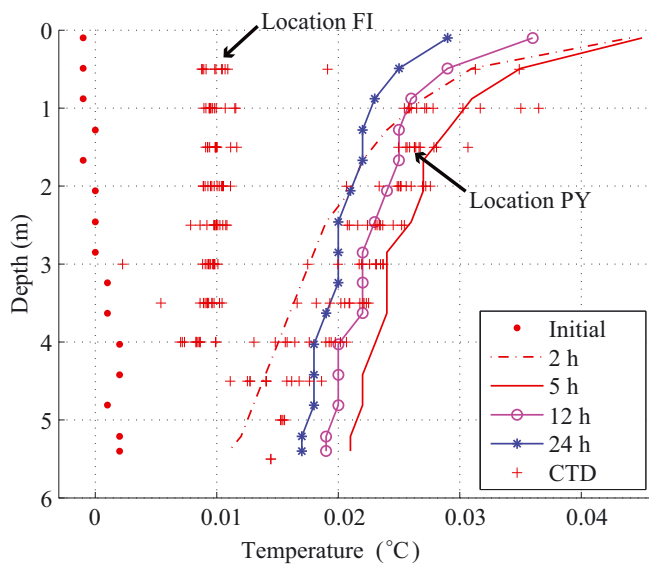 Location FI
Location PY
0
1
2
3
4
5
6
Depth (m)
0
0.01
0.02
0.03
0.04
Temperature (°C)
Initial
2 h
5 h
12 h
24 h
CTD